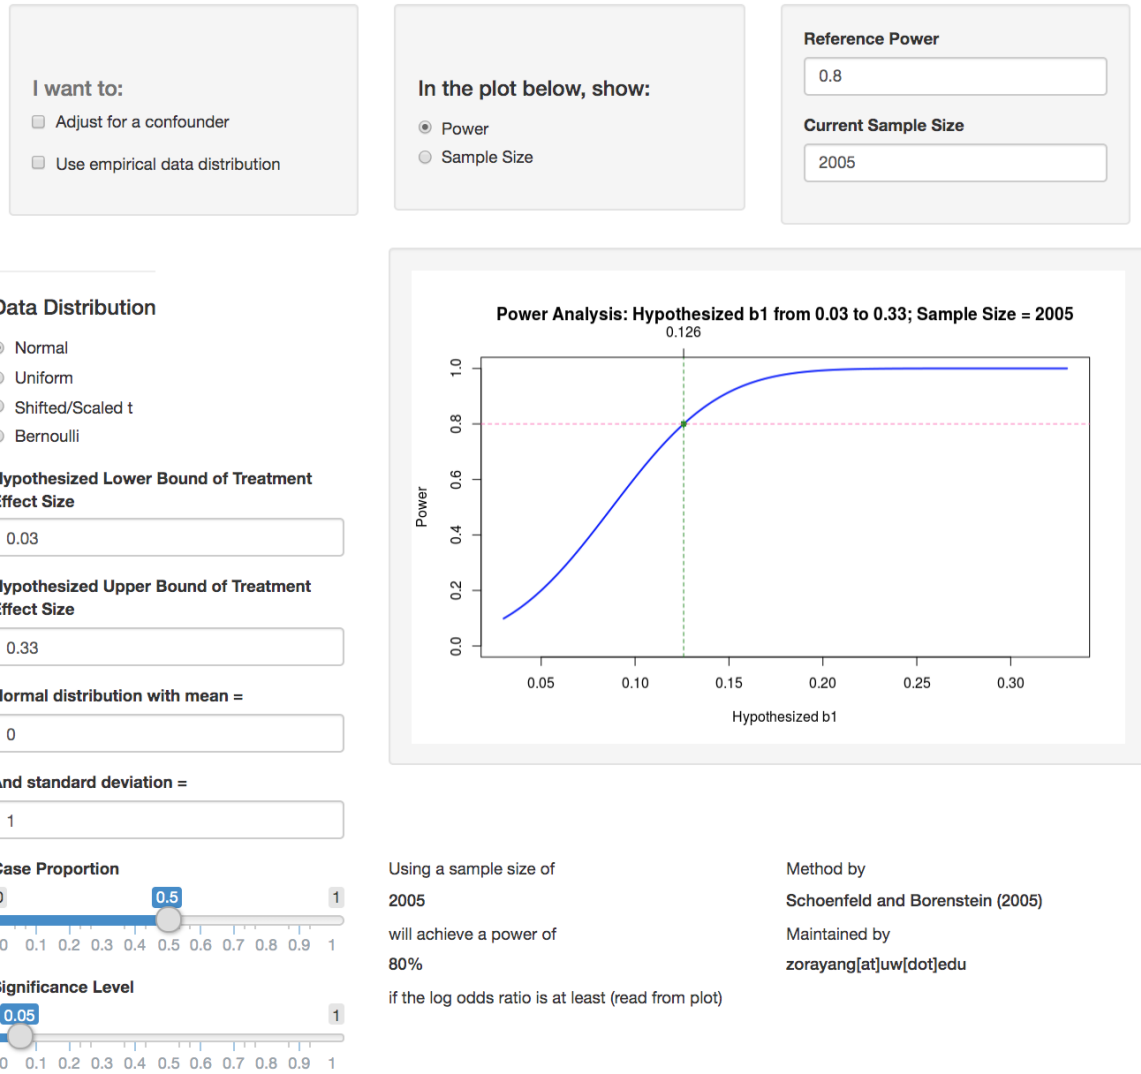 I want to:
Adjust for a confounder
Use empirical data distribution
In the plot below, show:
Power
Sample Size
Reference Power
0.8
Current Sample Size
2005
Data Distribution
Normal
Uniform
Shifted/Scaled t
Bernoulli
Hypothesized Lower Bound of Treatment
Effect Size
0.03
Hypothesized Upper Bound of Treatment
Effect Size
0.33
Normal distribution with mean =
0
And standard deviation =
1
Case Proportion
0 0.5 1
0 0.1 0.2 0.3 0.4 0.5 0.6 0.7 0.8 0.9 1
Significance Level
0.05 1
0 0.1 0.2 0.3 0.4 0.5 0.6 0.7 0.8 0.9 1
Power Analysis: Hypothesized b1 from 0.03 to 0.33; Sample Size = 2005
0.126
Power
1.0
0.8
0.6
0.4
0.2
0.0
0.05 0.10 0.15 0.20 0.25 0.30
Hypothesized b1
Using a sample size of
2005
will achieve a power of
80%
if the log odds ratio is at least (read from plot)
Method by
Schoenfeld and Borenstein (2005)
Maintained by
zorayang[at]uw[dot]edu